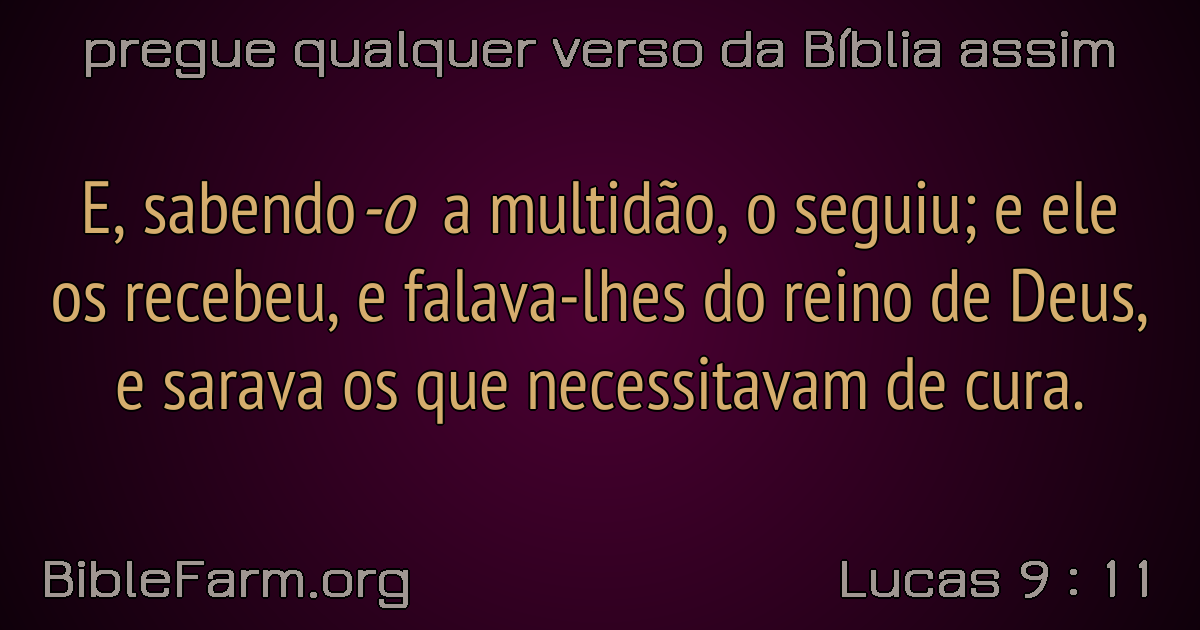 pregue qualquer verso da Bíblia assim
E, sabendo-o a multidão, o seguiu; e ele
os recebeu, e falava-lhes do reino de Deus,
e sarava os que necessitavam de cura.
BibleFarm.org
Lucas 9 : 11